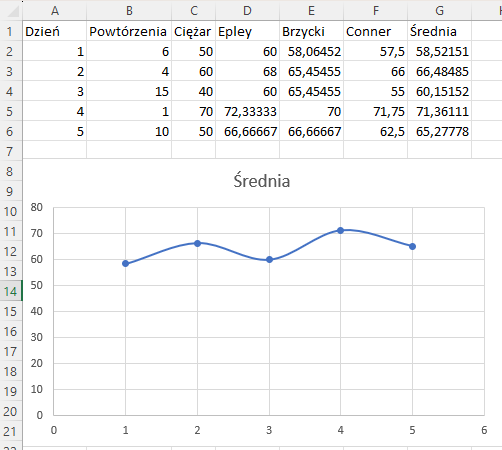 A B C D E F G
1 Dzień Powtórzenia Ciężar Epley Brzycki Conner Średnia
2 1 6 50 60 58,06452 57,5 58,52151
3 2 4 60 68 65,45455 66 66,48485
4 3 15 40 60 65,45455 55 60,15152
5 4 1 70 72,33333 70 71,75 71,36111
6 5 10 50 66,66667 66,66667 62,5 65,27778
7
8
Średnia
9
10
11
12
13
14
15
16
17
18
19
20
21
80
70
60
50
40
30
20
10
0
0 1 2 3 4 5 6